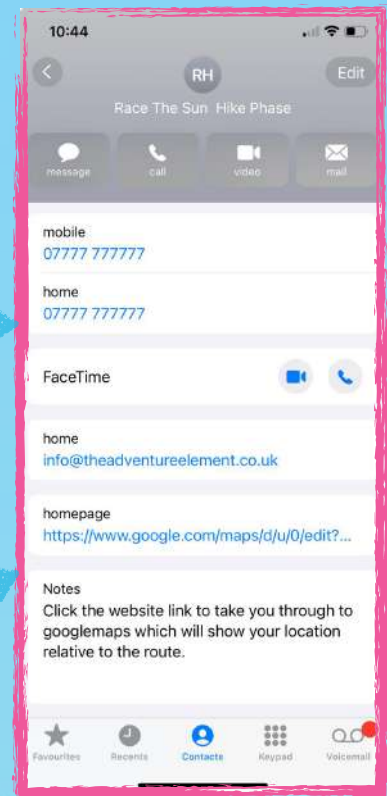 10:44
RH
Edit
Race The Sun Hike Phase
message
call
video
mail
mobile
07777 777777
home
07777 777777
FaceTime
home
info@theadventureelement.co.uk
homepage
https://www.google.com/maps/d/u/0/edit?...
Notes
Click the website link to take you through to
googlemaps which will show your location
relative to the route.
Favourites
Recents
Contacts
Keypad
Voicemail